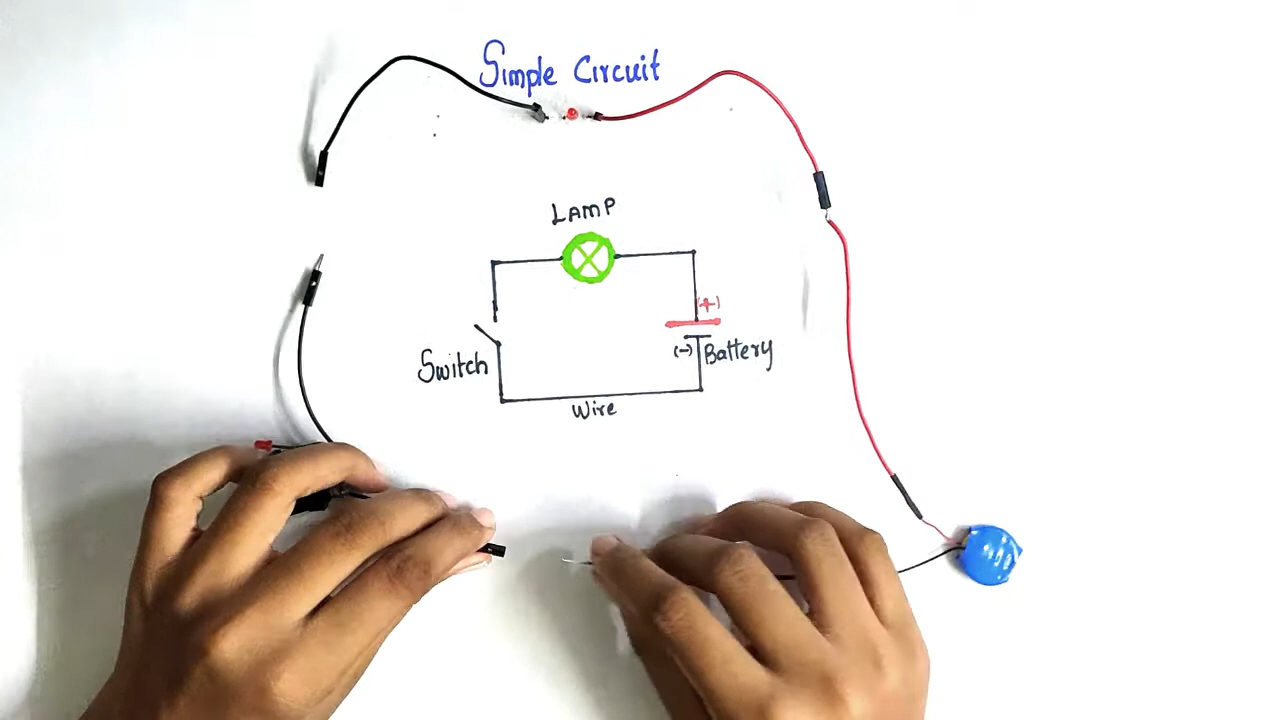 Simple Circuit
LAMP
(+)
Switch
(-) Battery
Wire